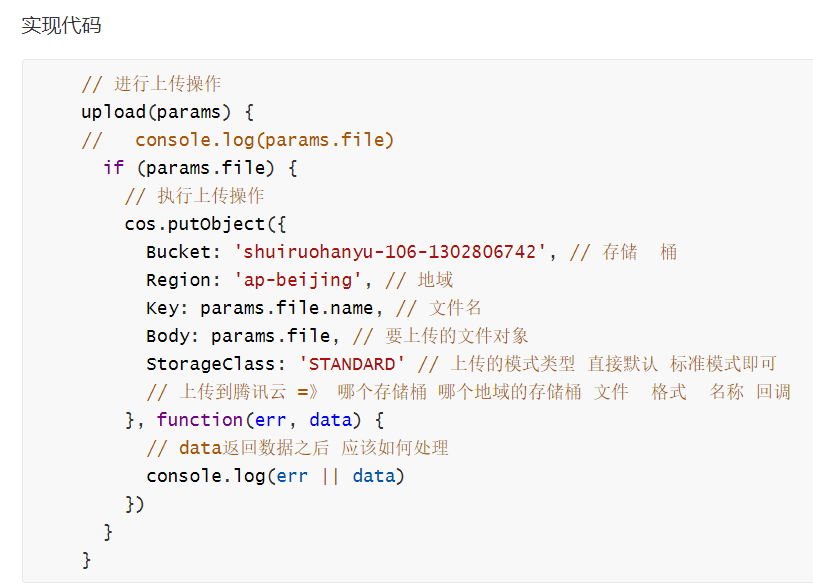 实现代码
// 进行上传操作
upload(params) {
//   console.log(params.file)
if (params.file) {
// 执行上传操作
cos.putObject({
Bucket: 'shuiruohanyu-106-1302806742', // 存储  桶
Region: 'ap-beijing', // 地域
Key: params.file.name, // 文件名
Body: params.file, // 要上传的文件对象
StorageClass: 'STANDARD' // 上传的模式类型 直接默认 标准模式即可
// 上传到腾讯云 =》 哪个存储桶 哪个地域的存储桶 文件  格式  名称 回调
}, function(err, data) {
// data返回数据之后 应该如何处理
console.log(err || data)
})
}
}